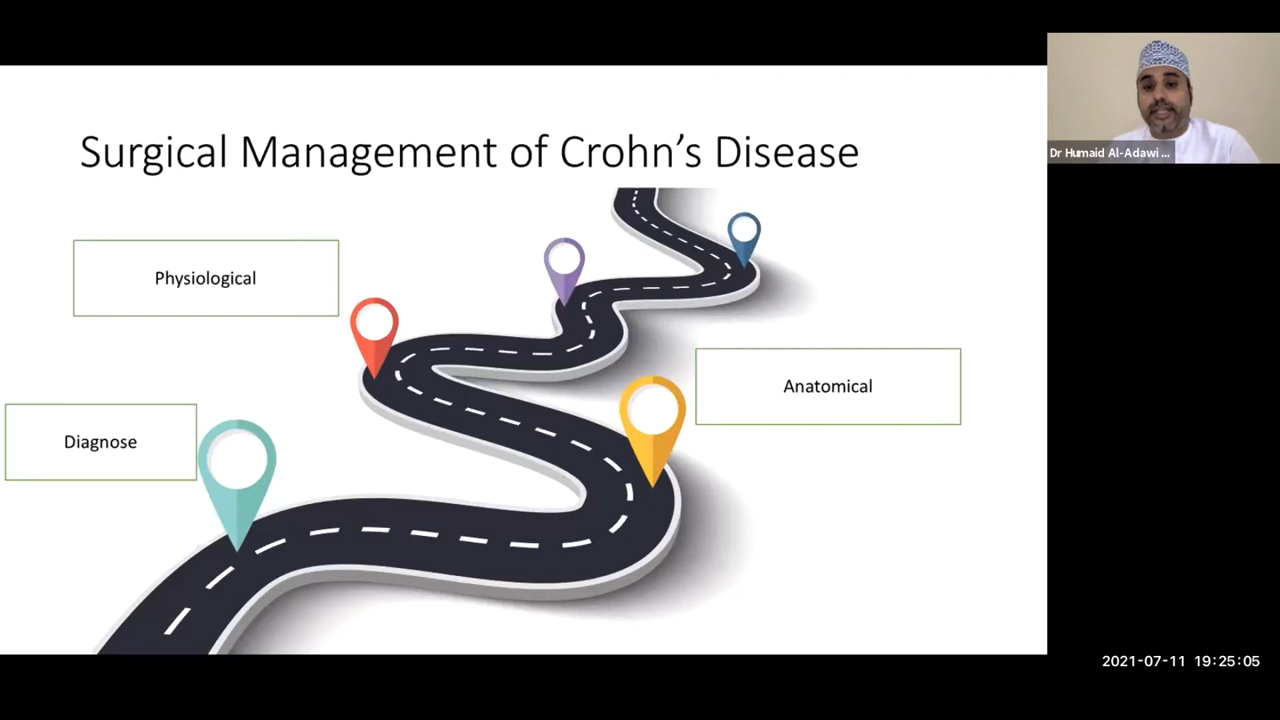 Surgical Management of Crohn’s Disease
Physiological
Anatomical
Diagnose
Dr Humaid Al-Adawi ...
2021-07-11 19:25:05